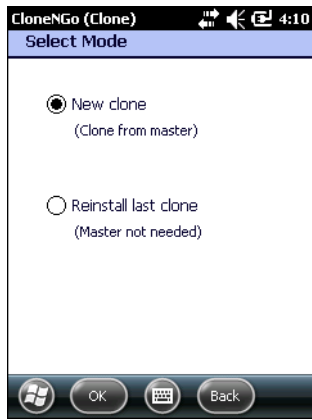 CloneNGo (Clone) 4:10
Select Mode
New clone
(Clone from master)
Reinstall last clone
(Master not needed)
OK Back